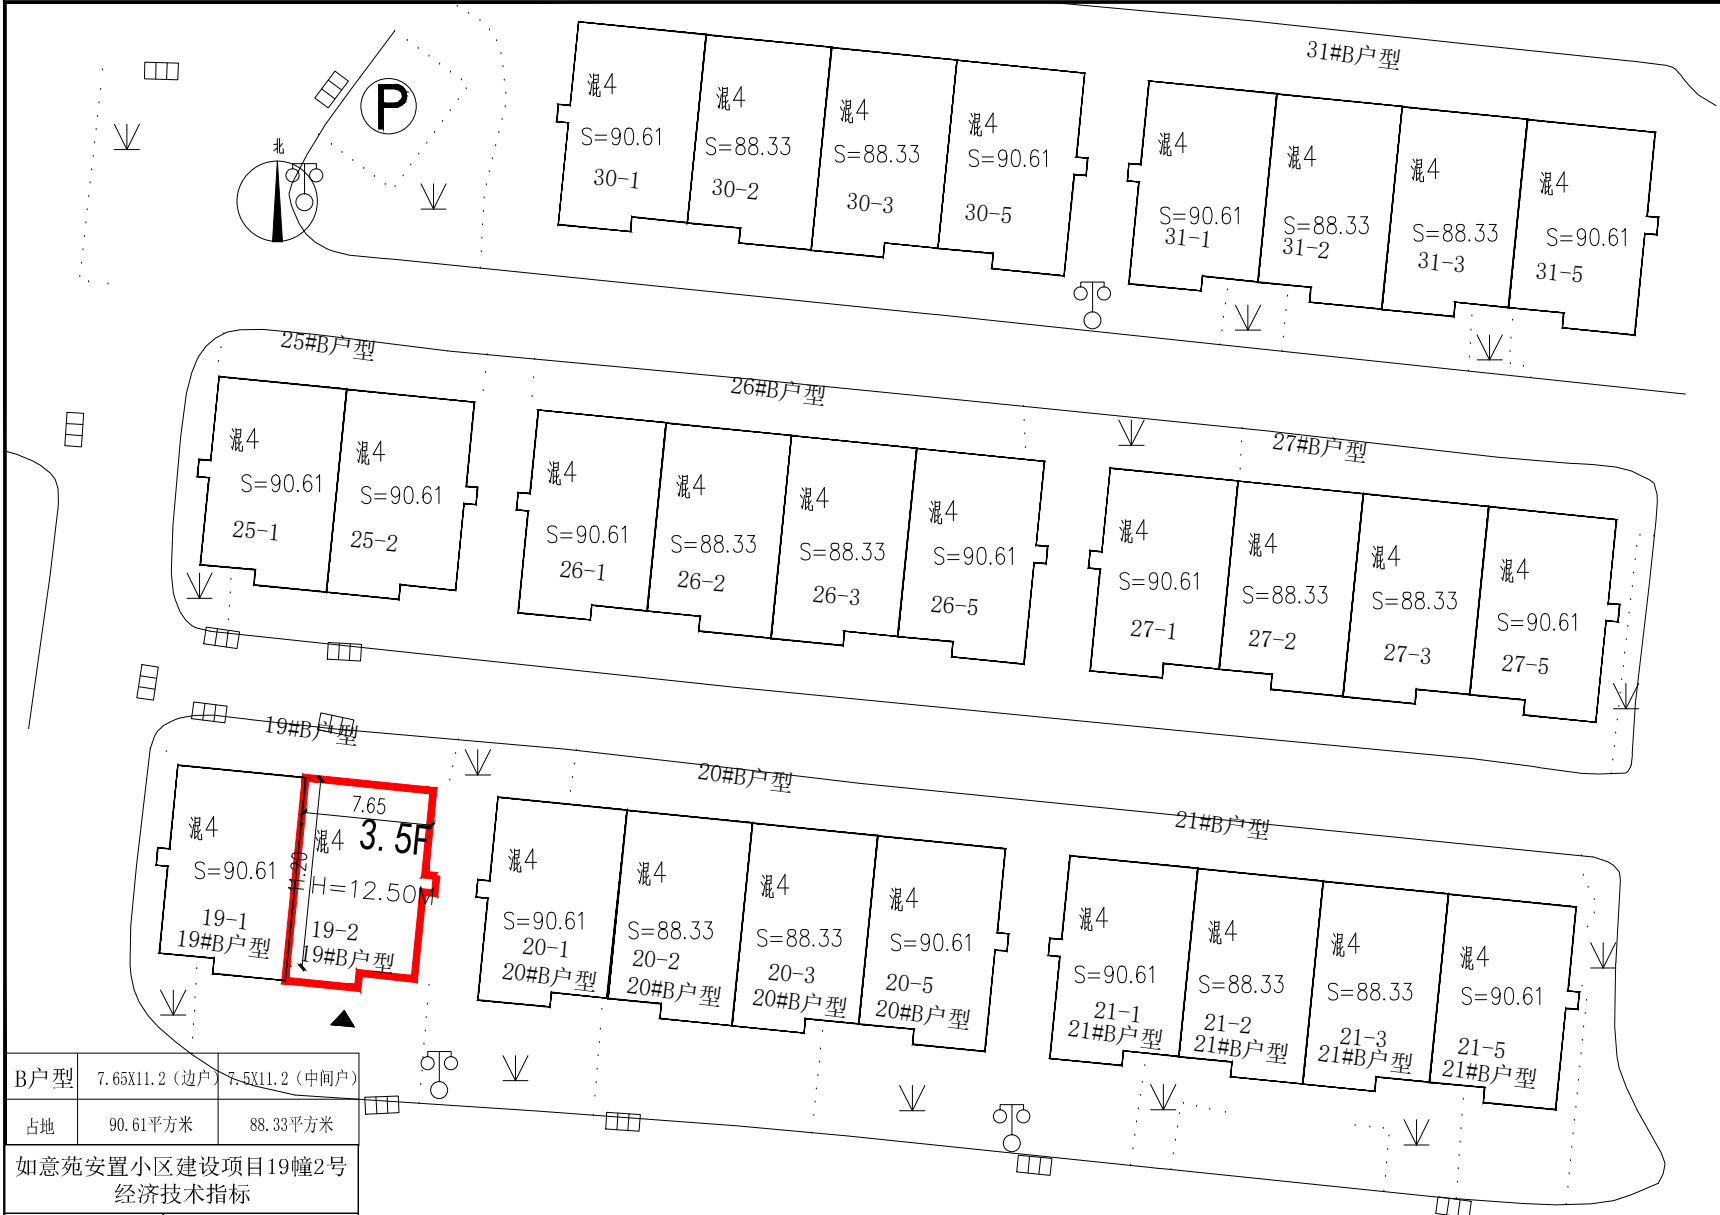 31#B户型
P
北
混4
S=90.61
30-1
混4
S=88.33
30-2
混4
S=88.33
30-3
混4
S=90.61
30-5
混4
S=90.61
31-1
混4
S=88.33
31-2
混4
S=88.33
31-3
混4
S=90.61
31-5
25#B户型
26#B户型
27#B户型
混4
S=90.61
25-1
混4
S=90.61
25-2
混4
S=90.61
26-1
混4
S=88.33
26-2
混4
S=88.33
26-3
混4
S=90.61
26-5
混4
S=90.61
27-1
混4
S=88.33
27-2
混4
S=88.33
27-3
混4
S=90.61
27-5
19#B户型
20#B户型
21#B户型
混4
S=90.61
19-1
19#B户型
7.65
11.20
混4
3.5F
H=12.50M
19-2
19#B户型
混4
S=90.61
20-1
20#B户型
混4
S=88.33
20-2
20#B户型
混4
S=88.33
20-3
20#B户型
混4
S=90.61
20-5
20#B户型
混4
S=90.61
21-1
21#B户型
混4
S=88.33
21-2
21#B户型
混4
S=88.33
21-3
21#B户型
混4
S=90.61
21-5
21#B户型
B户型 7.65X11.2（边户） 7.5X11.2（中间户）
占地 90.61平方米 88.33平方米
如意苑安置小区建设项目19幢2号
经济技术指标